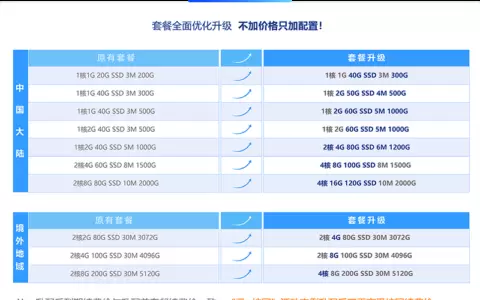 套餐全面优化升级 不加价格只加配置！
原有套餐 套餐升级
中国大陆
1核1G 20G SSD 3M 200G 1核 1G 40G SSD 3M 300G
1核1G 40G SSD 3M 300G 1核 2G 50G SSD 4M 500G
1核1G 40G SSD 3M 500G 1核 2G 60G SSD 5M 1000G
1核2G 40G SSD 3M 500G 1核 2G 60G SSD 5M 1000G
1核2G 40G SSD 5M 1000G 2核 4G 80G SSD 6M 1200G
2核4G 60G SSD 8M 1500G 4核 8G 100G SSD 8M 1500G
2核8G 80G SSD 10M 2000G 4核 16G 120G SSD 10M 2000G
原有套餐 套餐升级
境外地域
2核2G 80G SSD 30M 3072G 2核 4G 80G SSD 30M 3072G
2核4G 100G SSD 30M 4096G 2核 8G 100G SSD 30M 4096G
2核8G 200G SSD 30M 5120G 4核 8G 200G SSD 30M 5120G